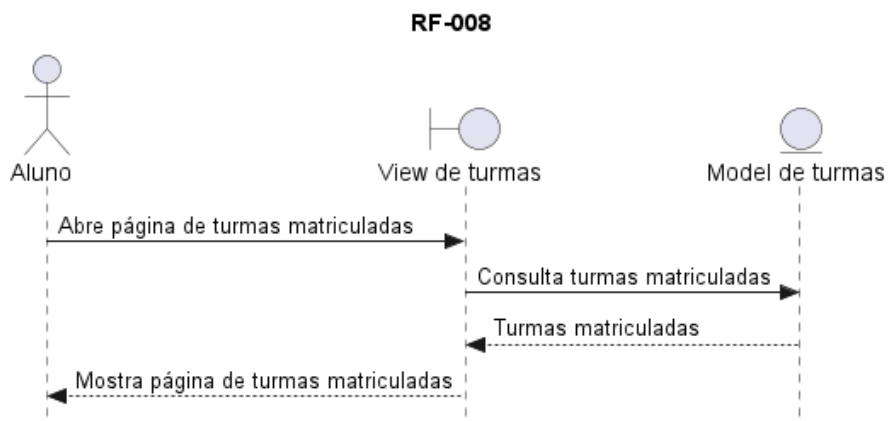 RF-008
Aluno
View de turmas
Model de turmas
Abre página de turmas matriculadas
Consulta turmas matriculadas
Turmas matriculadas
Mostra página de turmas matriculadas